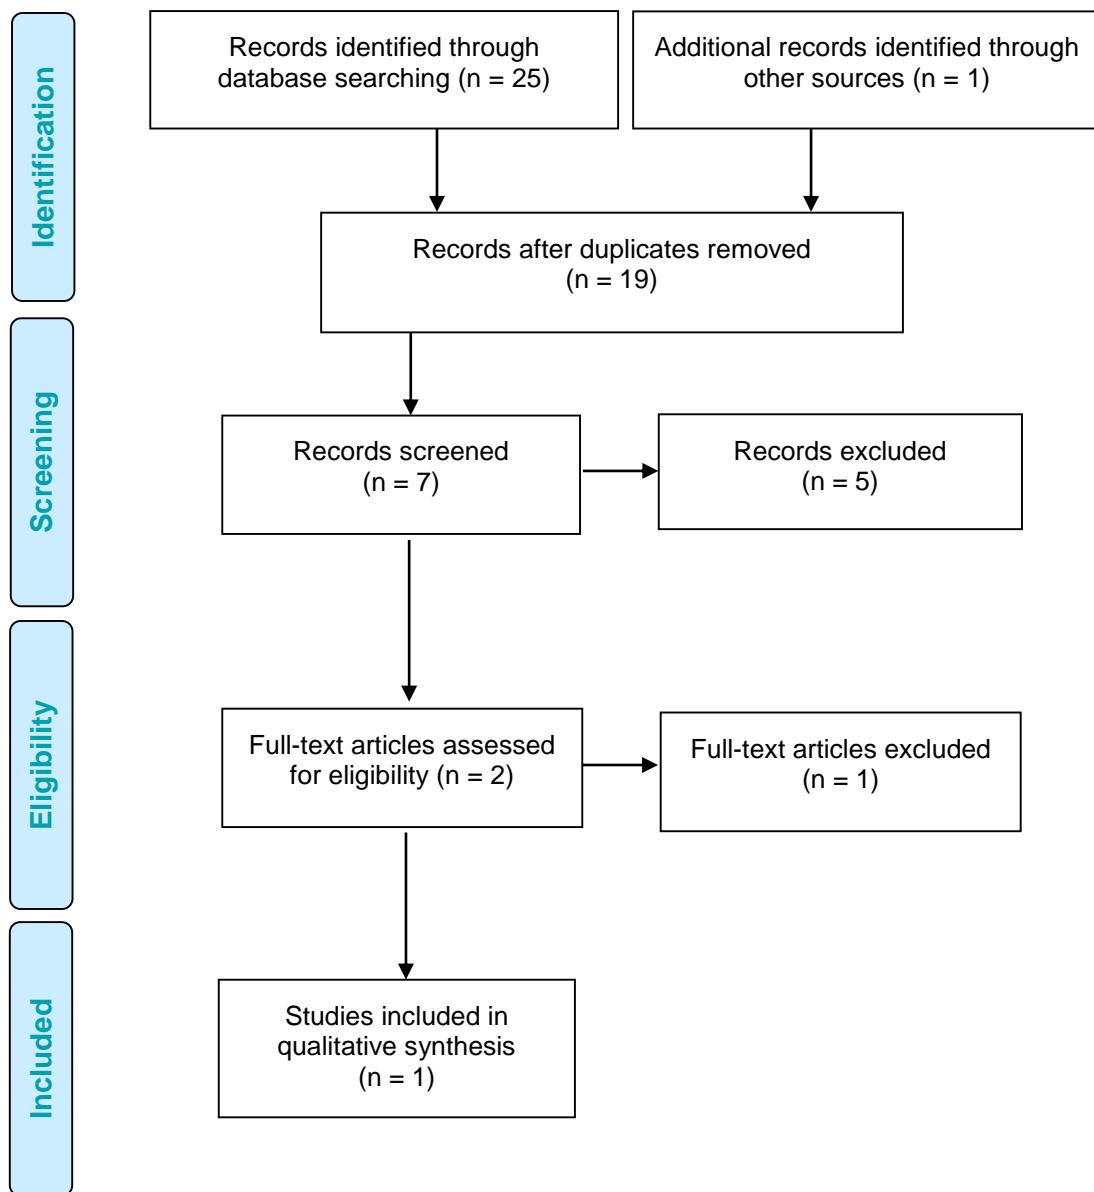 Identification
Records identified through
database searching (n = 25)
Additional records identified through
other sources (n = 1)
Records after duplicates removed
(n = 19)
Screening
Records screened
(n = 7)
Records excluded
(n = 5)
Eligibility
Full-text articles assessed
for eligibility (n = 2)
Full-text articles excluded
(n = 1)
Included
Studies included in
qualitative synthesis
(n = 1)